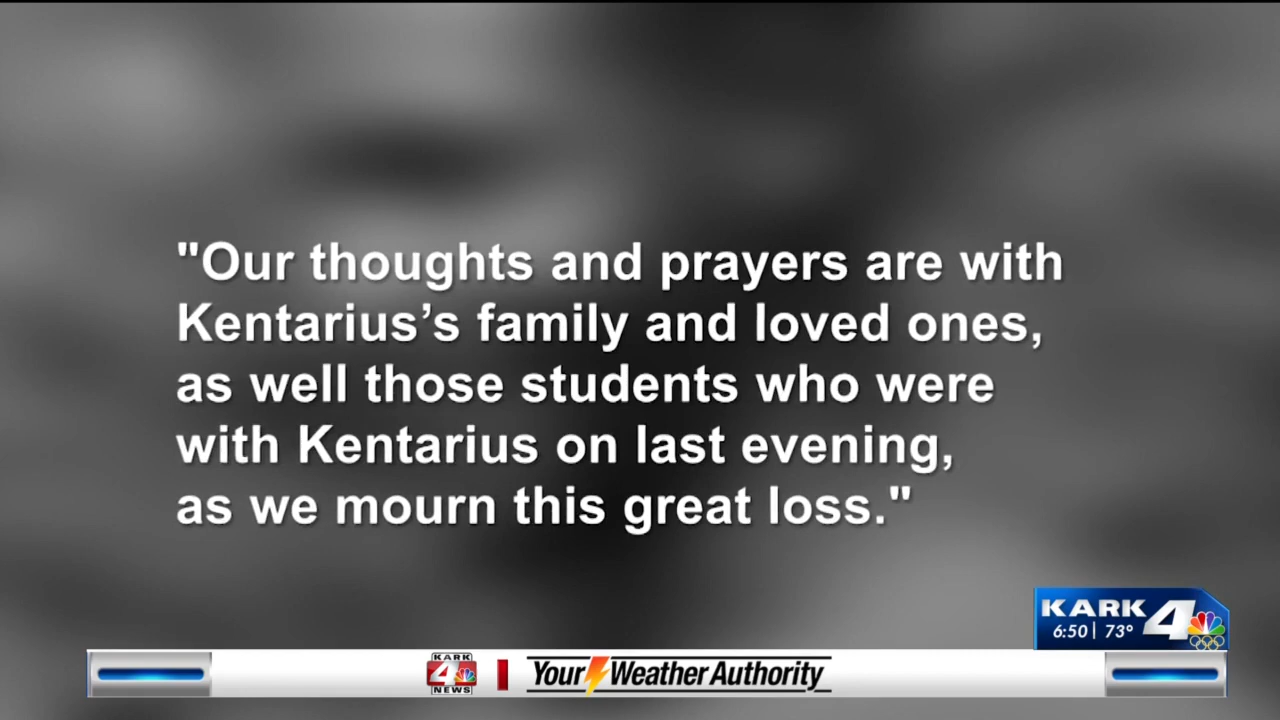 "Our thoughts and prayers are with
Kentarius’s family and loved ones,
as well those students who were
with Kentarius on last evening,
as we mourn this great loss."
KARK 4
6:50 | 73°
KARK
4
NEWS
Your Weather Authority